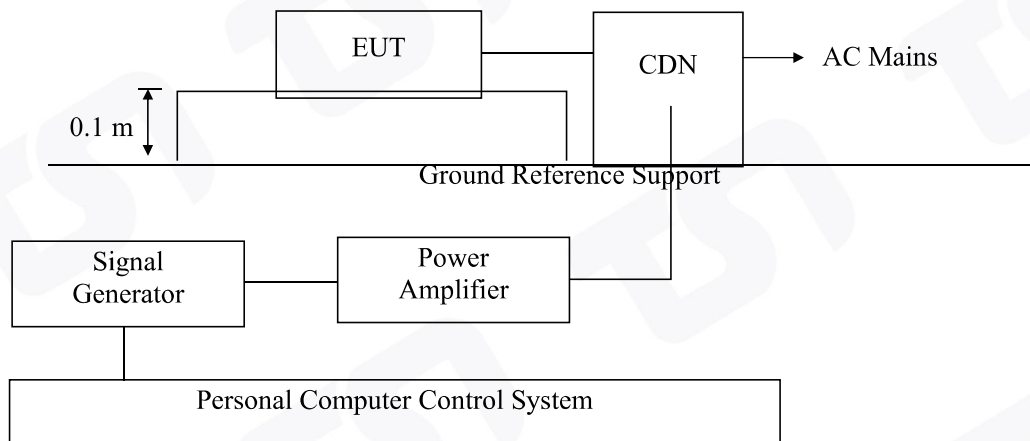 EUT
CDN
AC Mains
0.1 m
Ground Reference Support
Signal
Generator
Power
Amplifier
Personal Computer Control System